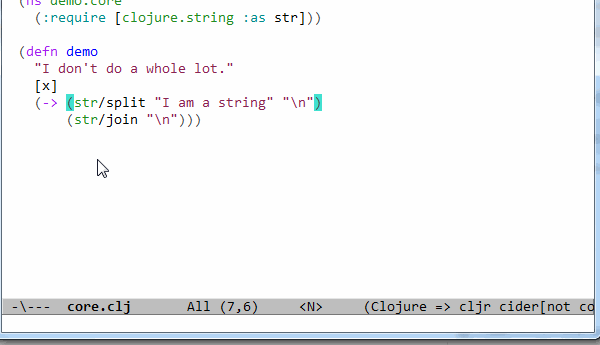 (ns demo.core
  (:require [clojure.string :as str]))

(defn demo
  "I don't do a whole lot."
  [x]
  (-> (str/split "I am a string" "\n")
      (str/join "\n")))
-\--- core.clj All (7,6) <N> (Clojure => cljr cider[not co